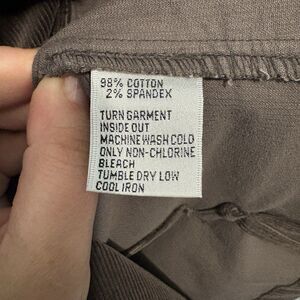 98% COTTON
2% SPANDEX
TURN GARMENT
INSIDE OUT
MACHINE WASH COLD
ONLY NON-CHLORINE
BLEACH
TUMBLE DRY LOW
COOL IRON